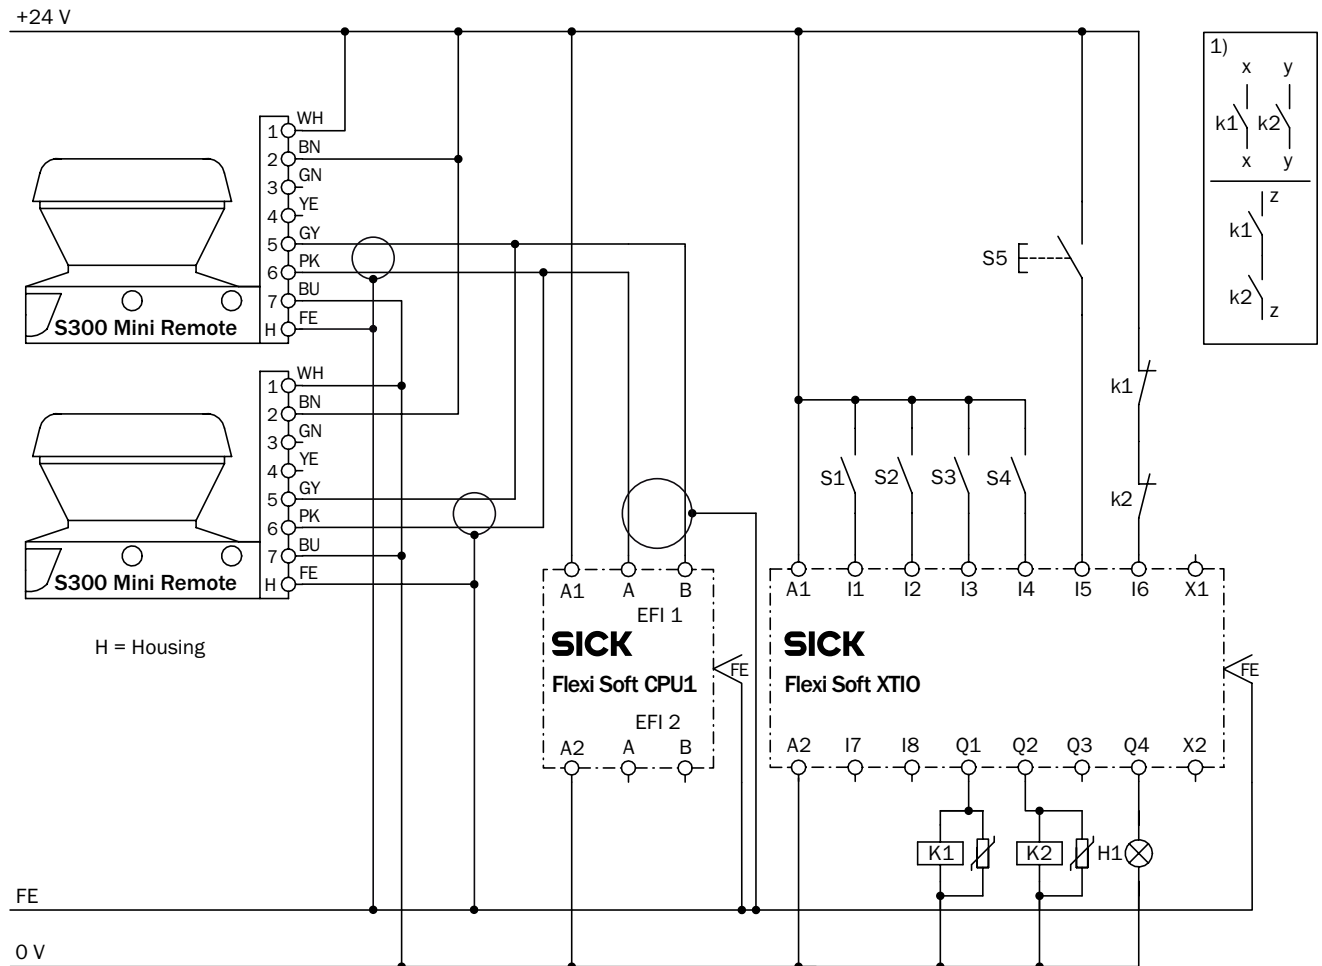 +24 V
1)
x y
k1 k2
x y
z
k1
k2
z
1 WH
2 BN
3 GN
4 YE
5 GY
6 PK
7 BU
H FE
S300 Mini Remote
S5
1 WH
2 BN
3 GN
4 YE
5 GY
6 PK
7 BU
H FE
S300 Mini Remote
k1
S1 S2 S3 S4
k2
H = Housing
A1 A B
EFI 1
SICK
Flexi Soft CPU1
FE
EFI 2
A2 A B
A1 I1 I2 I3 I4 I5 I6 X1
SICK
Flexi Soft XTIO
FE
A2 I7 I8 Q1 Q2 Q3 Q4 X2
K1 K2 H1
FE
0 V